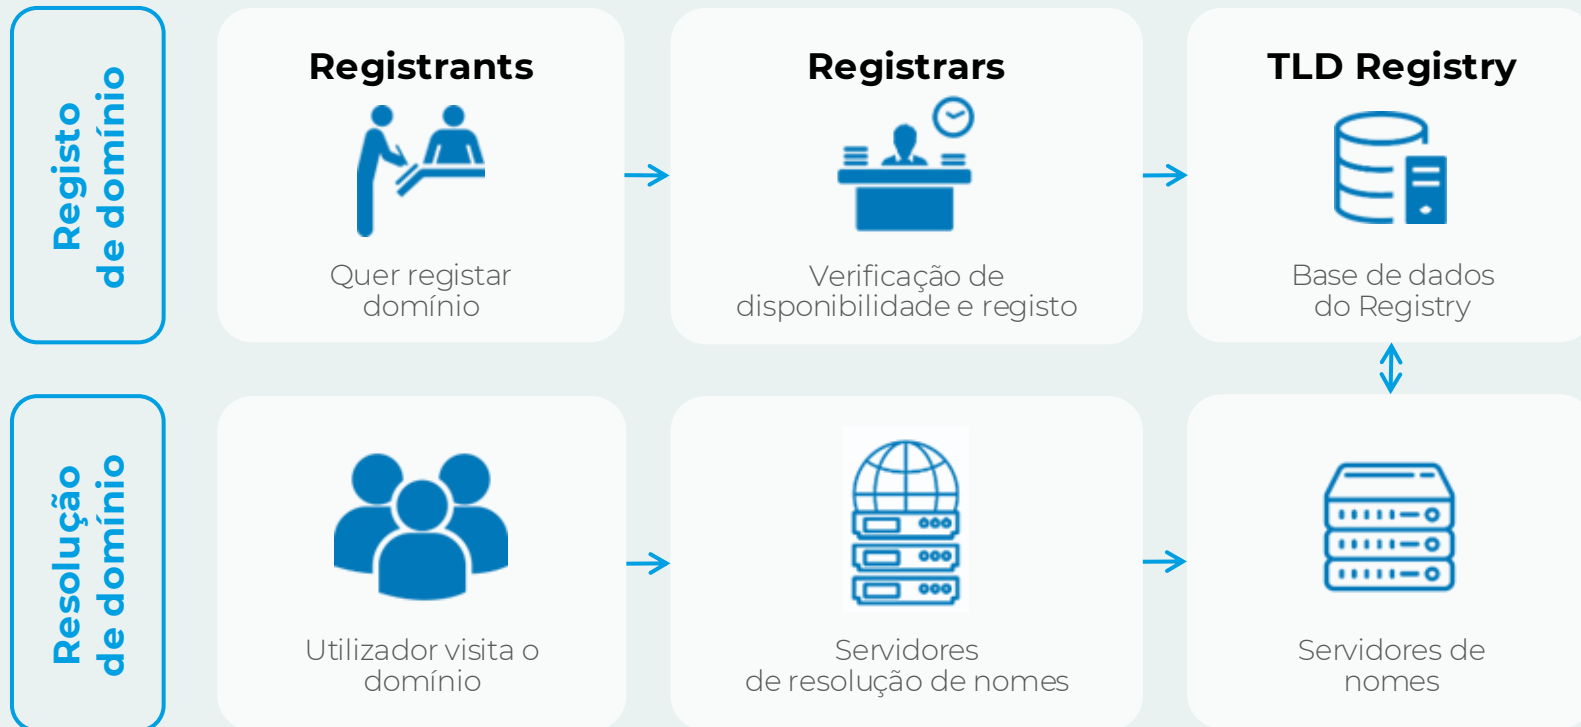 Registo
de domínio
Registrants
Quer registar
domínio
Registrars
Verificação de
disponibilidade e registo
TLD Registry
Base de dados
do Registry
Resolução
de domínio
Utilizador visita o
domínio
Servidores
de resolução de nomes
Servidores de
nomes